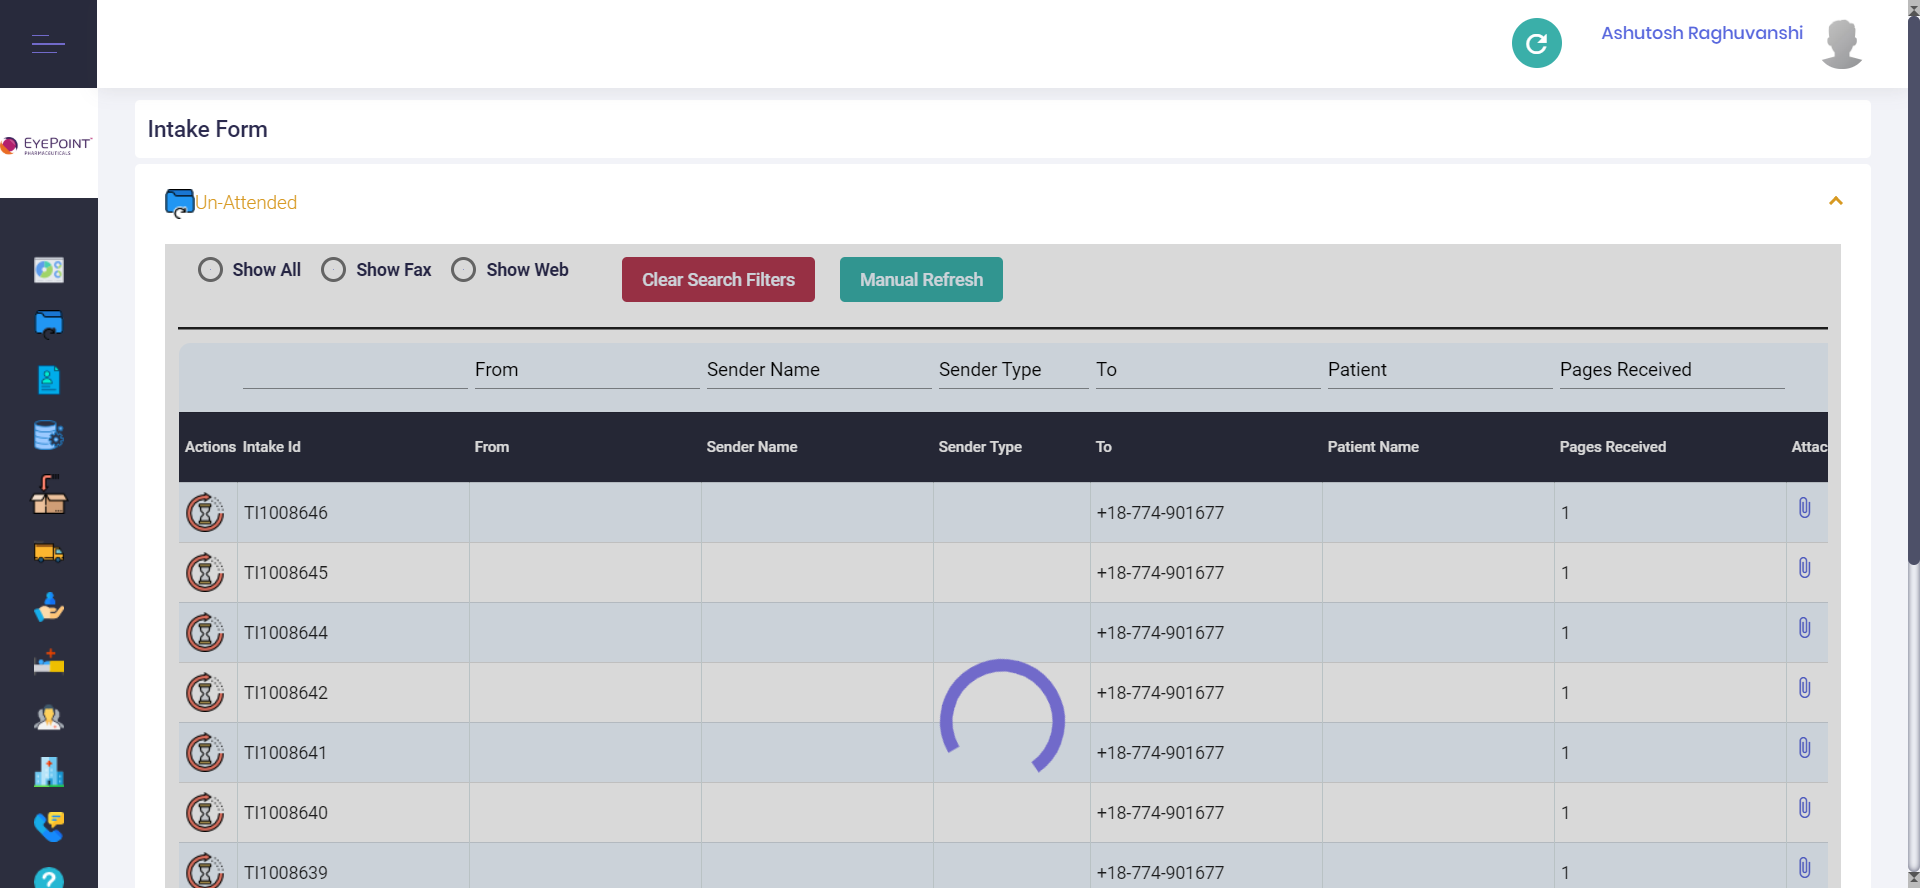 Ashutosh Raghuvanshi
EYEPOINT
PHARMACEUTICALS
Intake Form
Un-Attended
Show All Show Fax Show Web Clear Search Filters Manual Refresh
From Sender Name Sender Type To Patient Pages Received
Actions Intake Id From Sender Name Sender Type To Patient Name Pages Received Attac
TI1008646 +18-774-901677 1
TI1008645 +18-774-901677 1
TI1008644 +18-774-901677 1
TI1008642 +18-774-901677 1
TI1008641 +18-774-901677 1
TI1008640 +18-774-901677 1
TI1008639 +18-774-901677 1